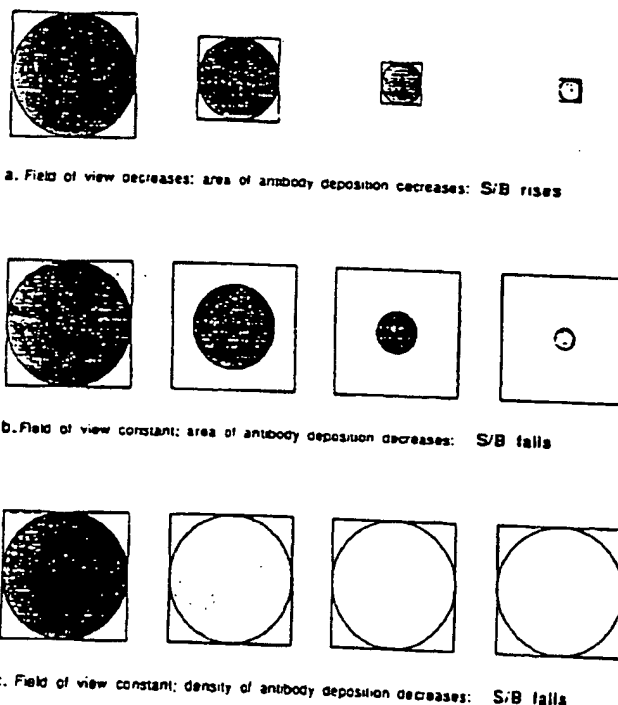 a. Field of view decreases: area of antibody deposition decreases: S/B rises
b. Field of view constant; area of antibody deposition decreases: S/B falls
. Field of view constant; density of antibody deposition decreases: S/B falls